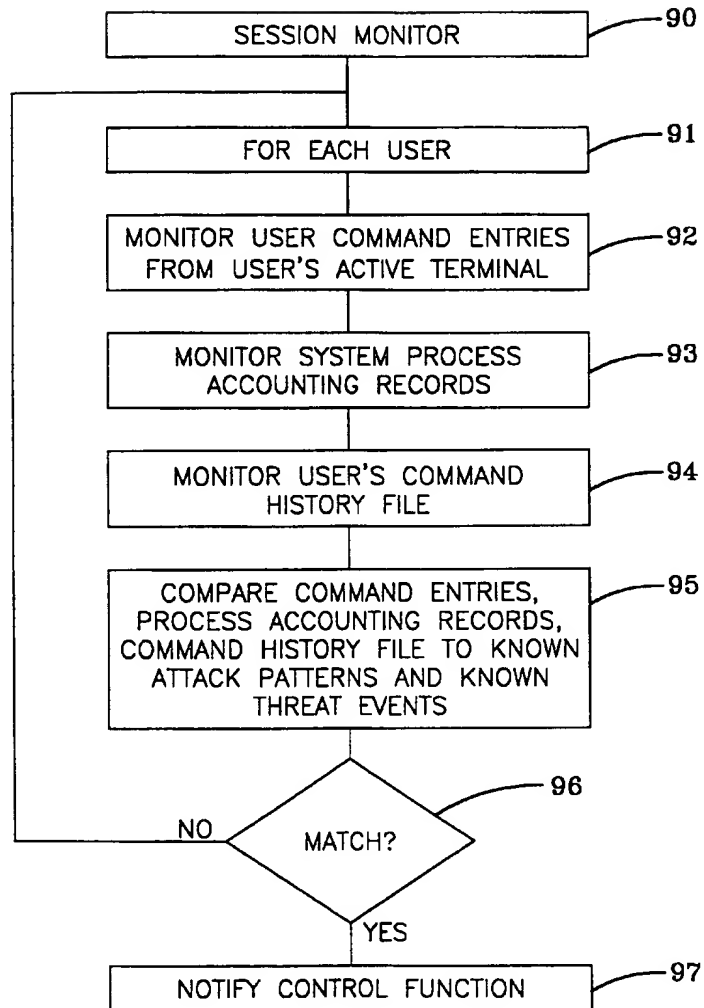 SESSION MONITOR
90
FOR EACH USER
91
MONITOR USER COMMAND ENTRIES
FROM USER'S ACTIVE TERMINAL
92
MONITOR SYSTEM PROCESS
ACCOUNTING RECORDS
93
MONITOR USER'S COMMAND
HISTORY FILE
94
COMPARE COMMAND ENTRIES,
PROCESS ACCOUNTING RECORDS,
COMMAND HISTORY FILE TO KNOWN
ATTACK PATTERNS AND KNOWN
THREAT EVENTS
95
MATCH?
96
NO
YES
NOTIFY CONTROL FUNCTION
97